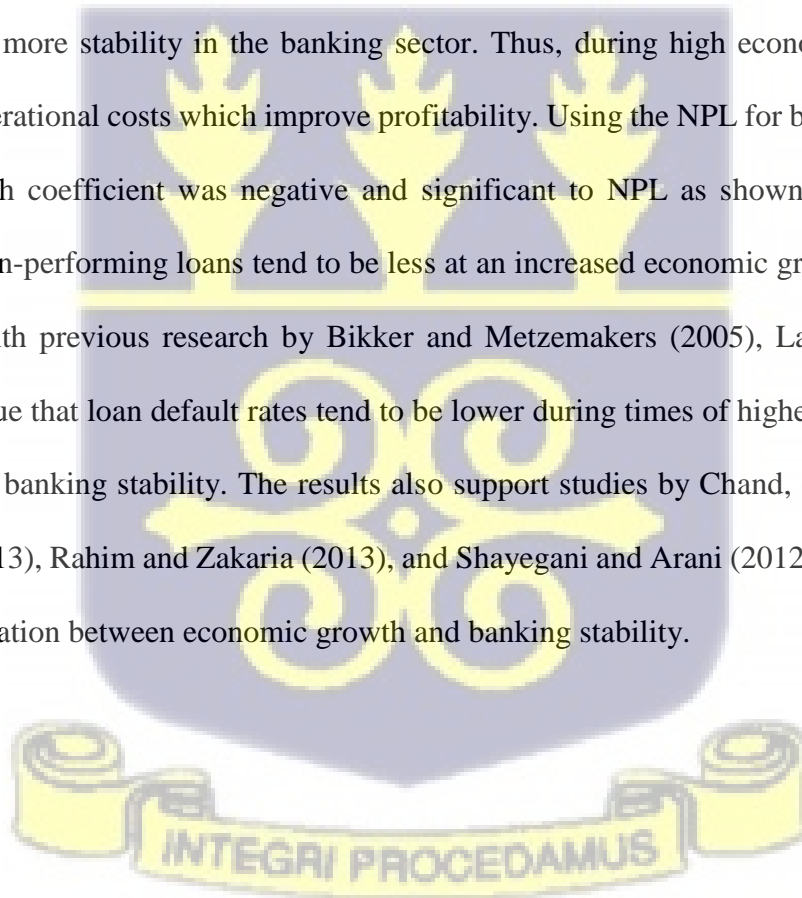 more stability in the banking sector. Thus, during high econo
erational costs which improve profitability. Using the NPL for b
h coefficient was negative and significant to NPL as shown
n-performing loans tend to be less at an increased economic gr
ith previous research by Bikker and Metzemakers (2005), La
ue that loan default rates tend to be lower during times of higher
banking stability. The results also support studies by Chand,
13), Rahim and Zakaria (2013), and Shayegani and Arani (2012
ation between economic growth and banking stability.
INTEGRI PROCEDAMUS